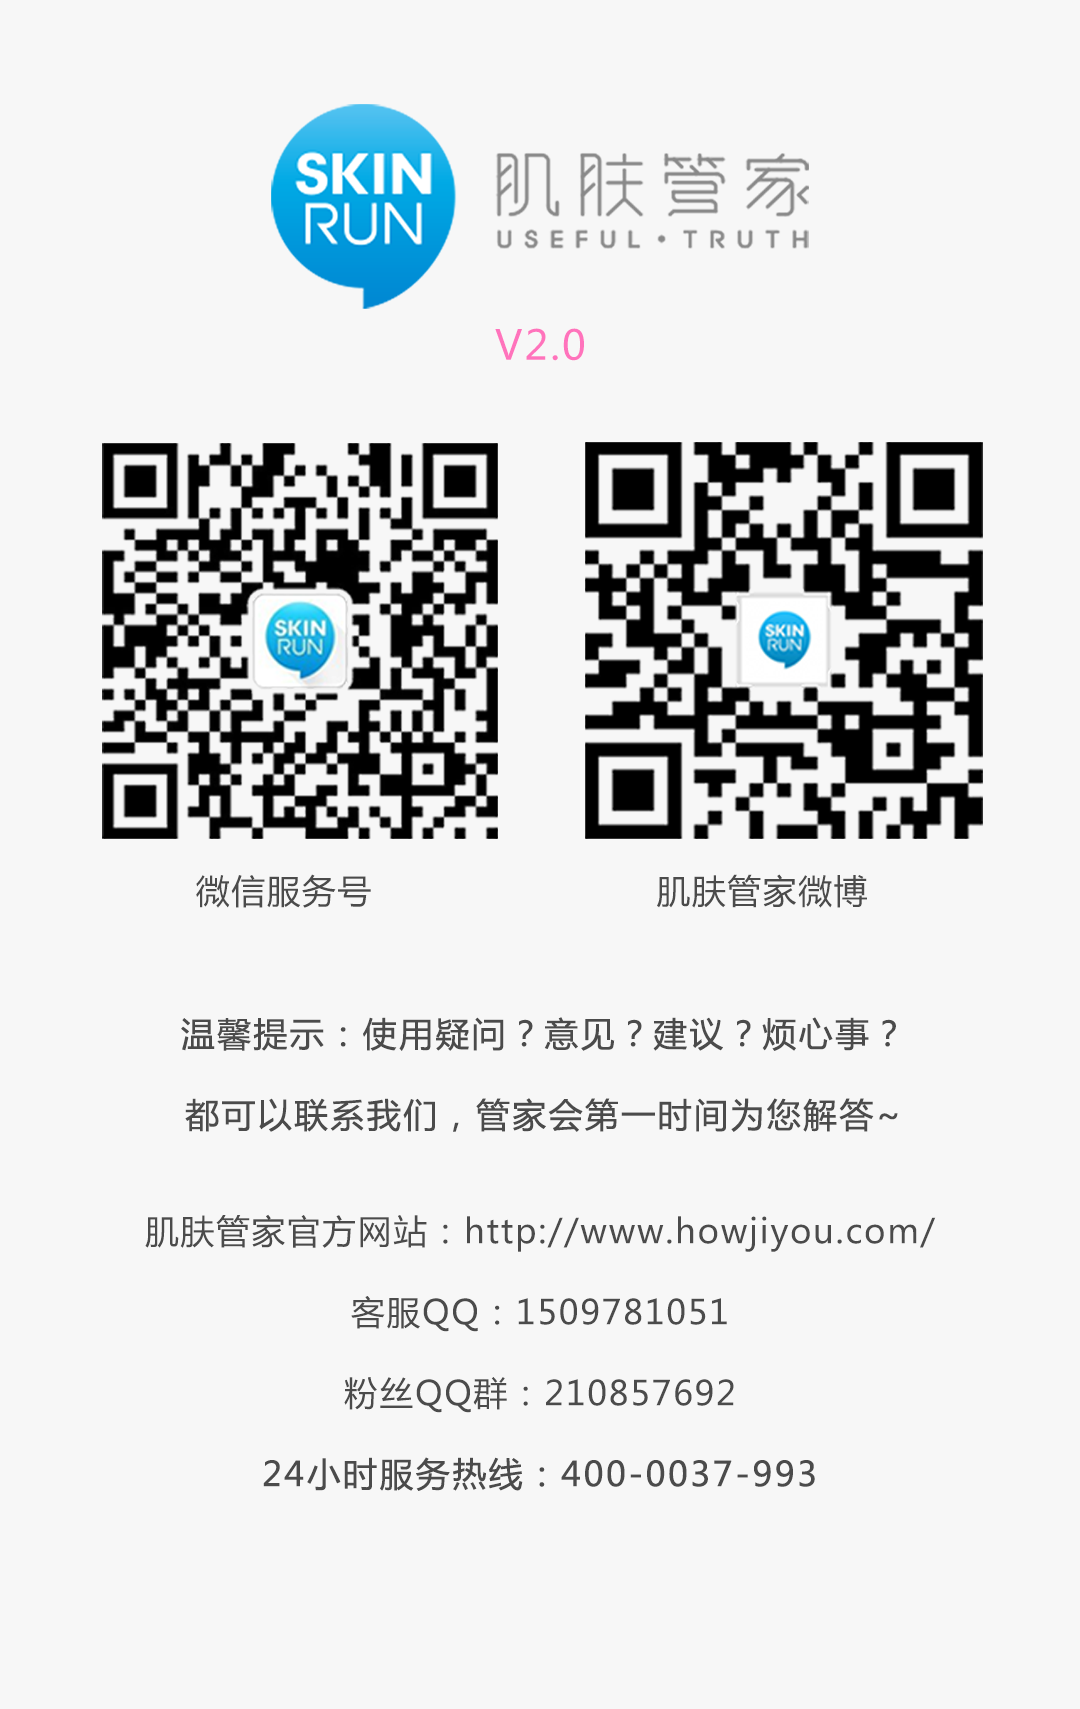 SKIN
RUN
肌肤管家
USEFUL·TRUTH
V2.0
SKIN
RUN
SKIN
RUN
微信服务号
肌肤管家微博
温馨提示：使用疑问？意见？建议？烦心事？
都可以联系我们，管家会第一时间为您解答~
肌肤管家官方网站：http://www.howjiyou.com/
客服QQ：1509781051
粉丝QQ群：210857692
24小时服务热线：400-0037-993